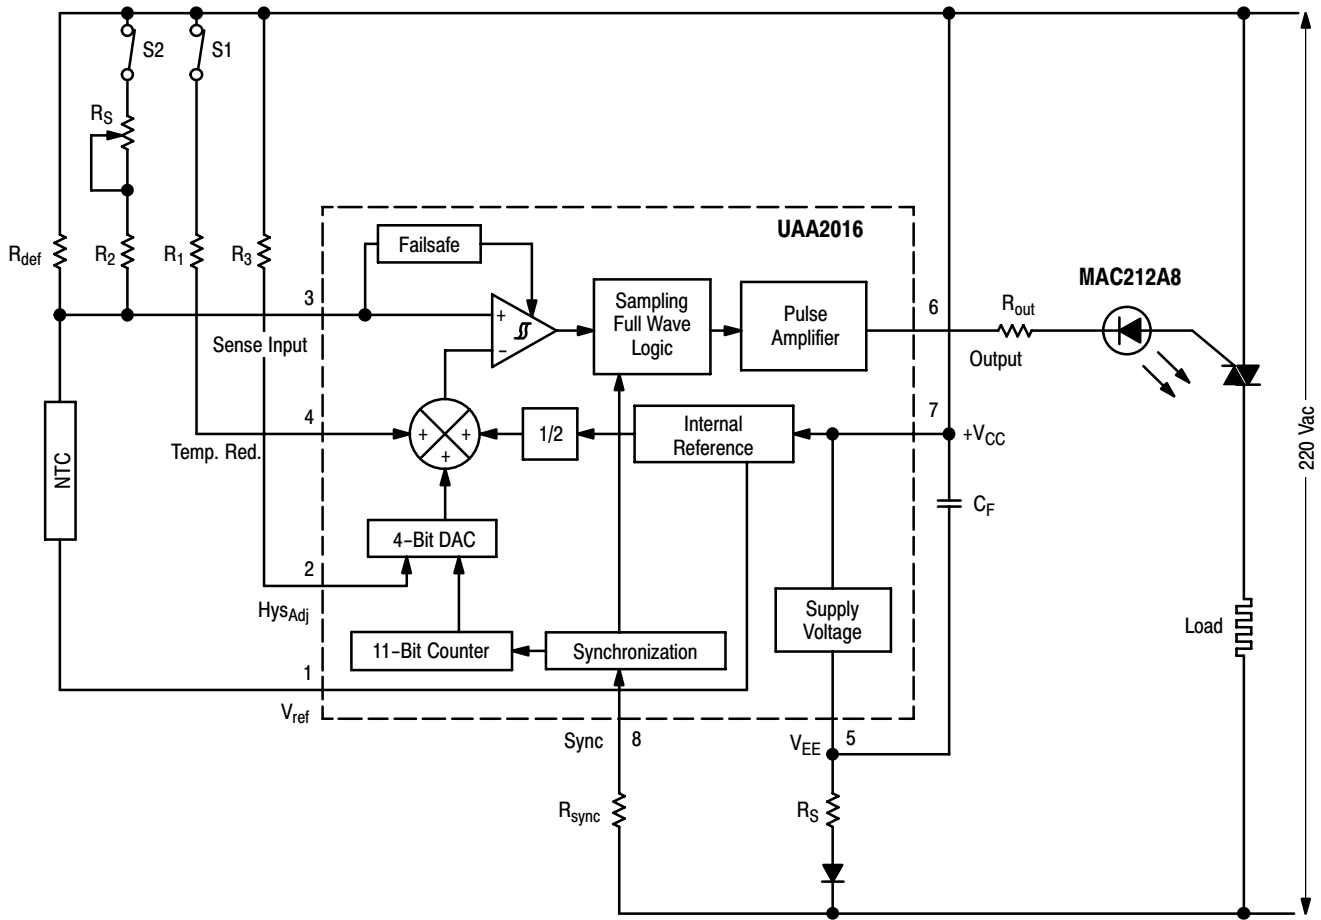 S2
S1
R_S
UAA2016
Failsafe
R_def
R_2
R_1
R_3
MAC212A8
3
+
–
Sampling
Full Wave
Logic
Pulse
Amplifier
6
R_out
Sense Input
Output
4
+
+
+
1/2
Internal
Reference
7
+V_CC
Temp. Red.
220 Vac
NTC
C_F
4–Bit DAC
2
Hys_Adj
Supply
Voltage
Load
11–Bit Counter
Synchronization
1
V_ref
Sync
8
V_EE
5
R_sync
R_S